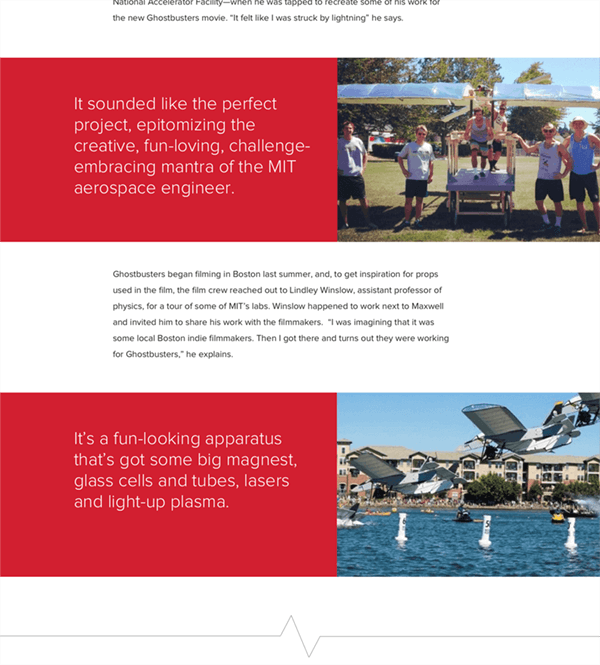 National Accelerator Facility—when he was tapped to recreate some of his work for
the new Ghostbusters movie. “It felt like I was struck by lightning” he says.
It sounded like the perfect
project, epitomizing the
creative, fun-loving, challenge-
embracing mantra of the MIT
aerospace engineer.
Ghostbusters began filming in Boston last summer, and, to get inspiration for props
used in the film, the film crew reached out to Lindley Winslow, assistant professor of
physics, for a tour of some of MIT’s labs. Winslow happened to work next to Maxwell
and invited him to share his work with the filmmakers. “I was imagining that it was
some local Boston indie filmmakers. Then I got there and turns out they were working
for Ghostbusters,” he explains.
It’s a fun-looking apparatus
that’s got some big magnest,
glass cells and tubes, lasers
and light-up plasma.